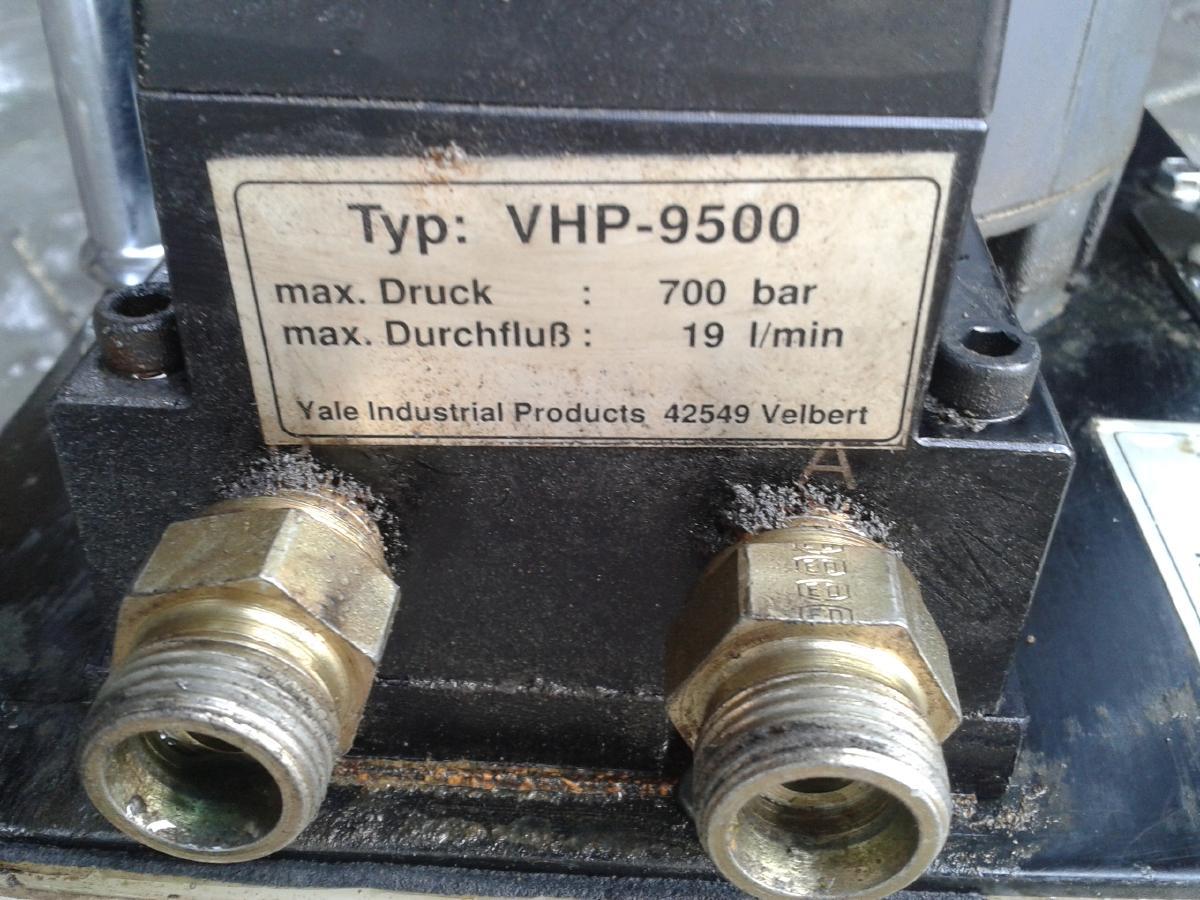 Typ: VHP-9500
max. Druck : 700 bar
max. Durchfluß : 19 l/min
Yale Industrial Products 42549 Velbert
A